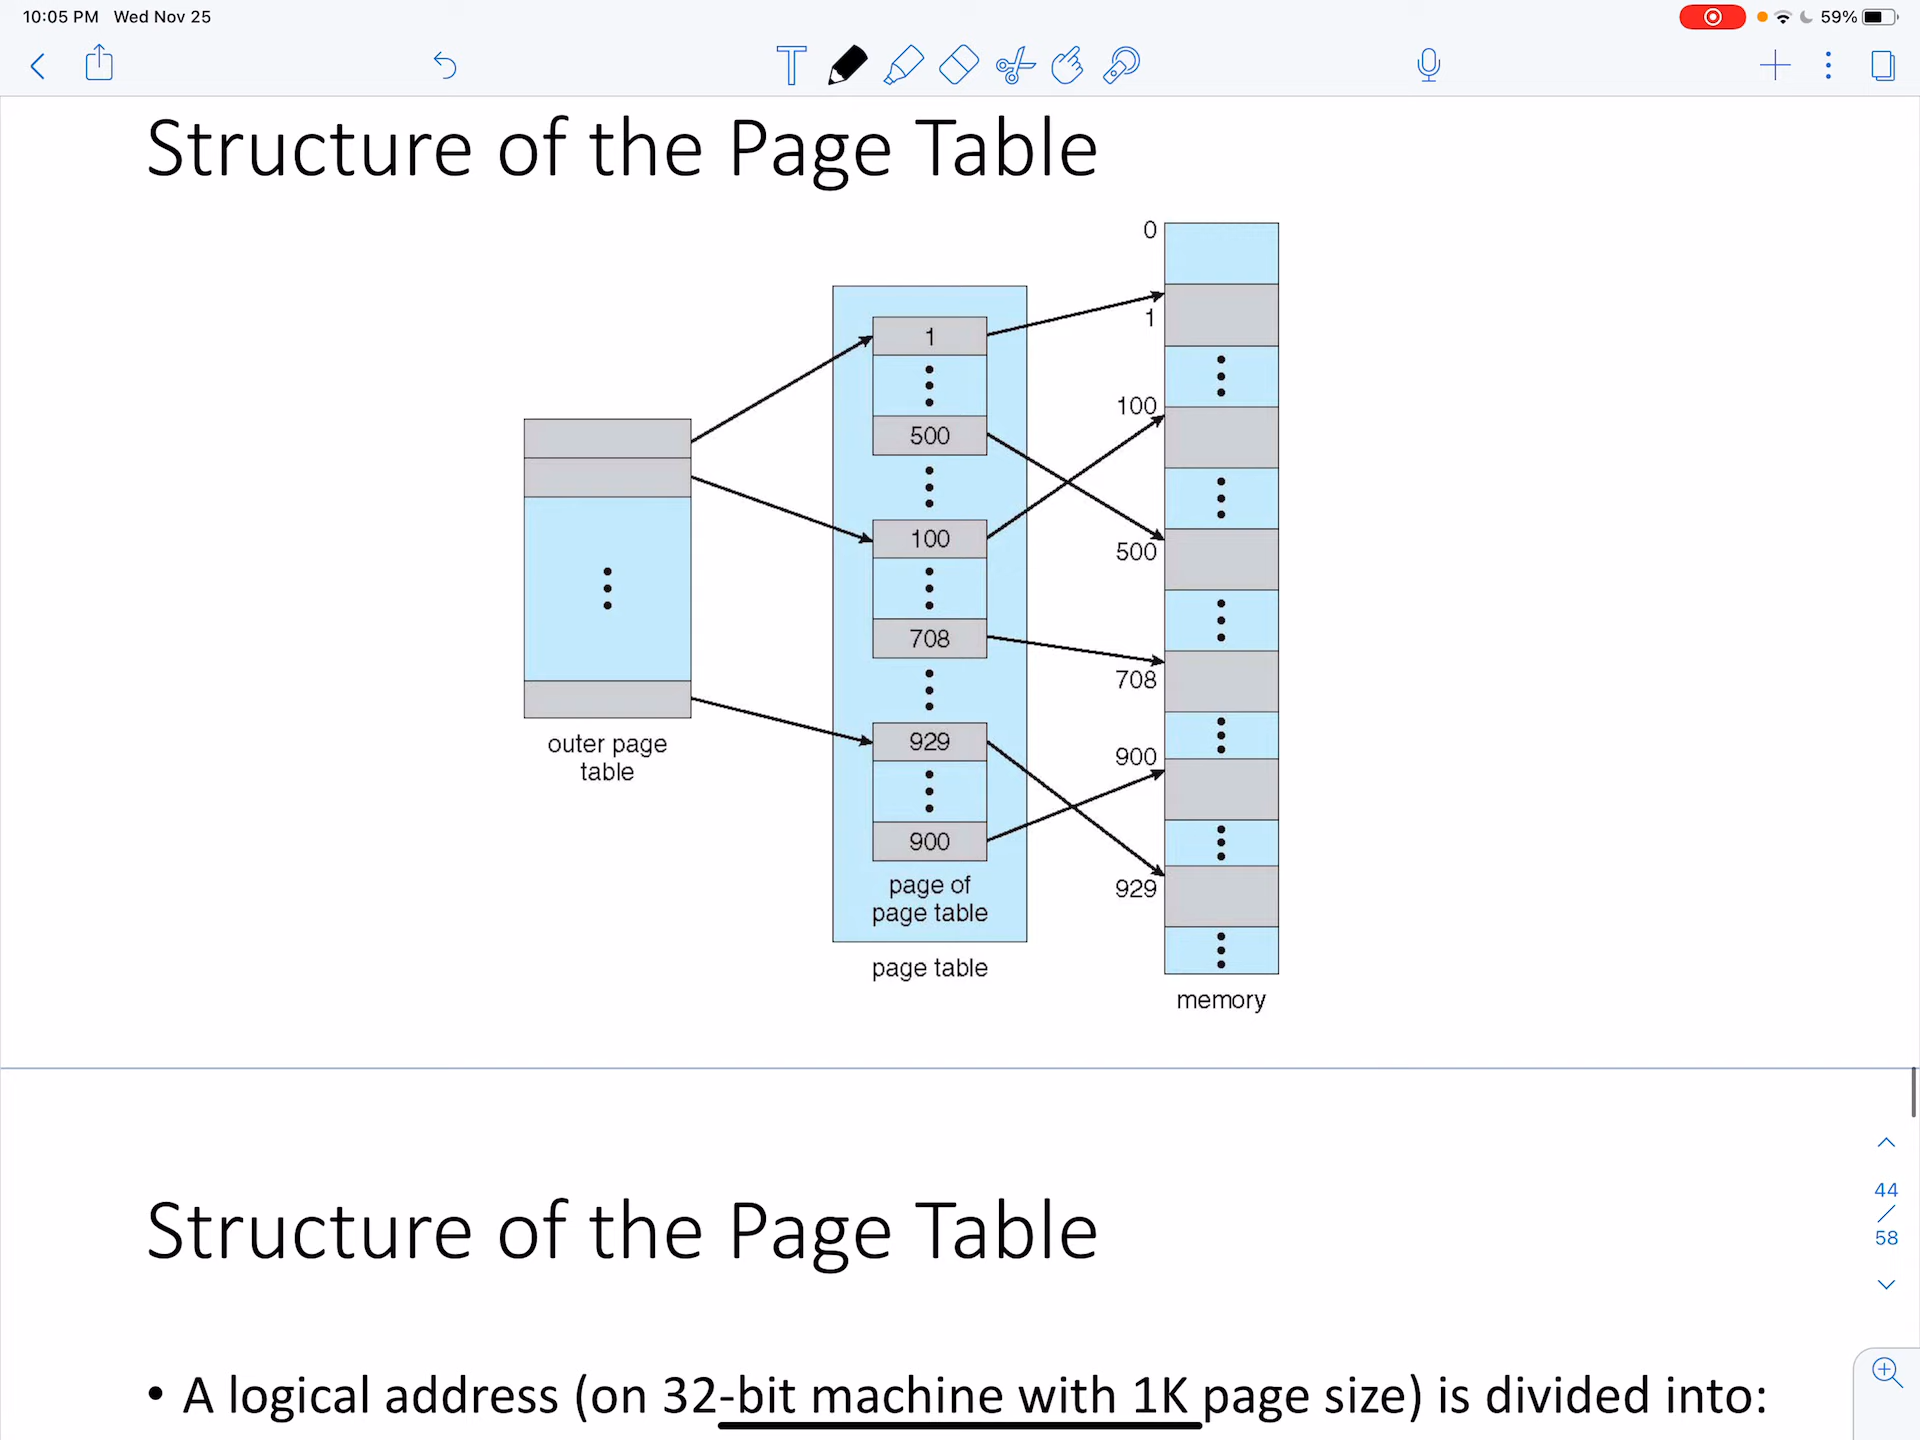 10:05 PM Wed Nov 25
59%
Structure of the Page Table
0
1
1
100
500
100
500
708
708
900
929
outer page
table
900
page of
page table
929
page table
memory
44
/
58
Structure of the Page Table
• A logical address (on 32-bit machine with 1K page size) is divided into: